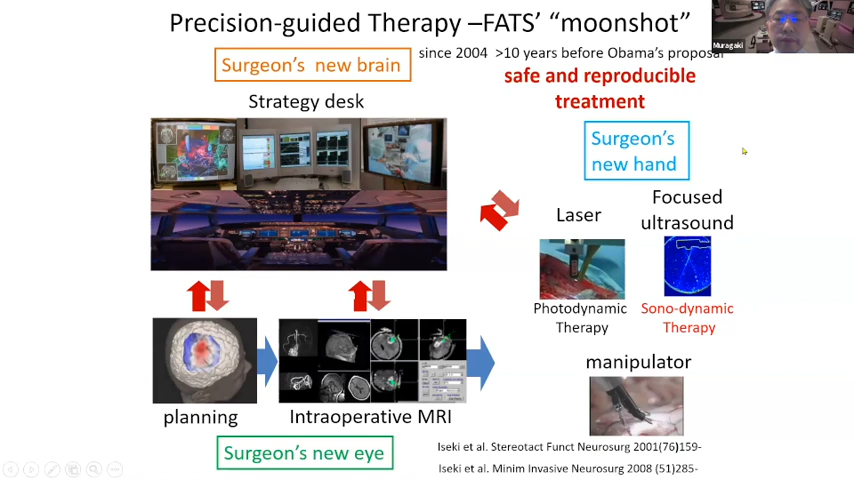 Precision-guided Therapy –FATS’ “moonshot”
Muragaki
since 2004 >10 years before Obama’s proposal
Surgeon’s new brain
safe and reproducible
treatment
Strategy desk
Surgeon’s
new hand
Laser
Focused
ultrasound
Photodynamic
Therapy
Sono-dynamic
Therapy
manipulator
planning
Intraoperative MRI
Surgeon’s new eye
Iseki et al. Stereotact Funct Neurosurg 2001(76)159-
Iseki et al. Minim Invasive Neurosurg 2008 (51)285-